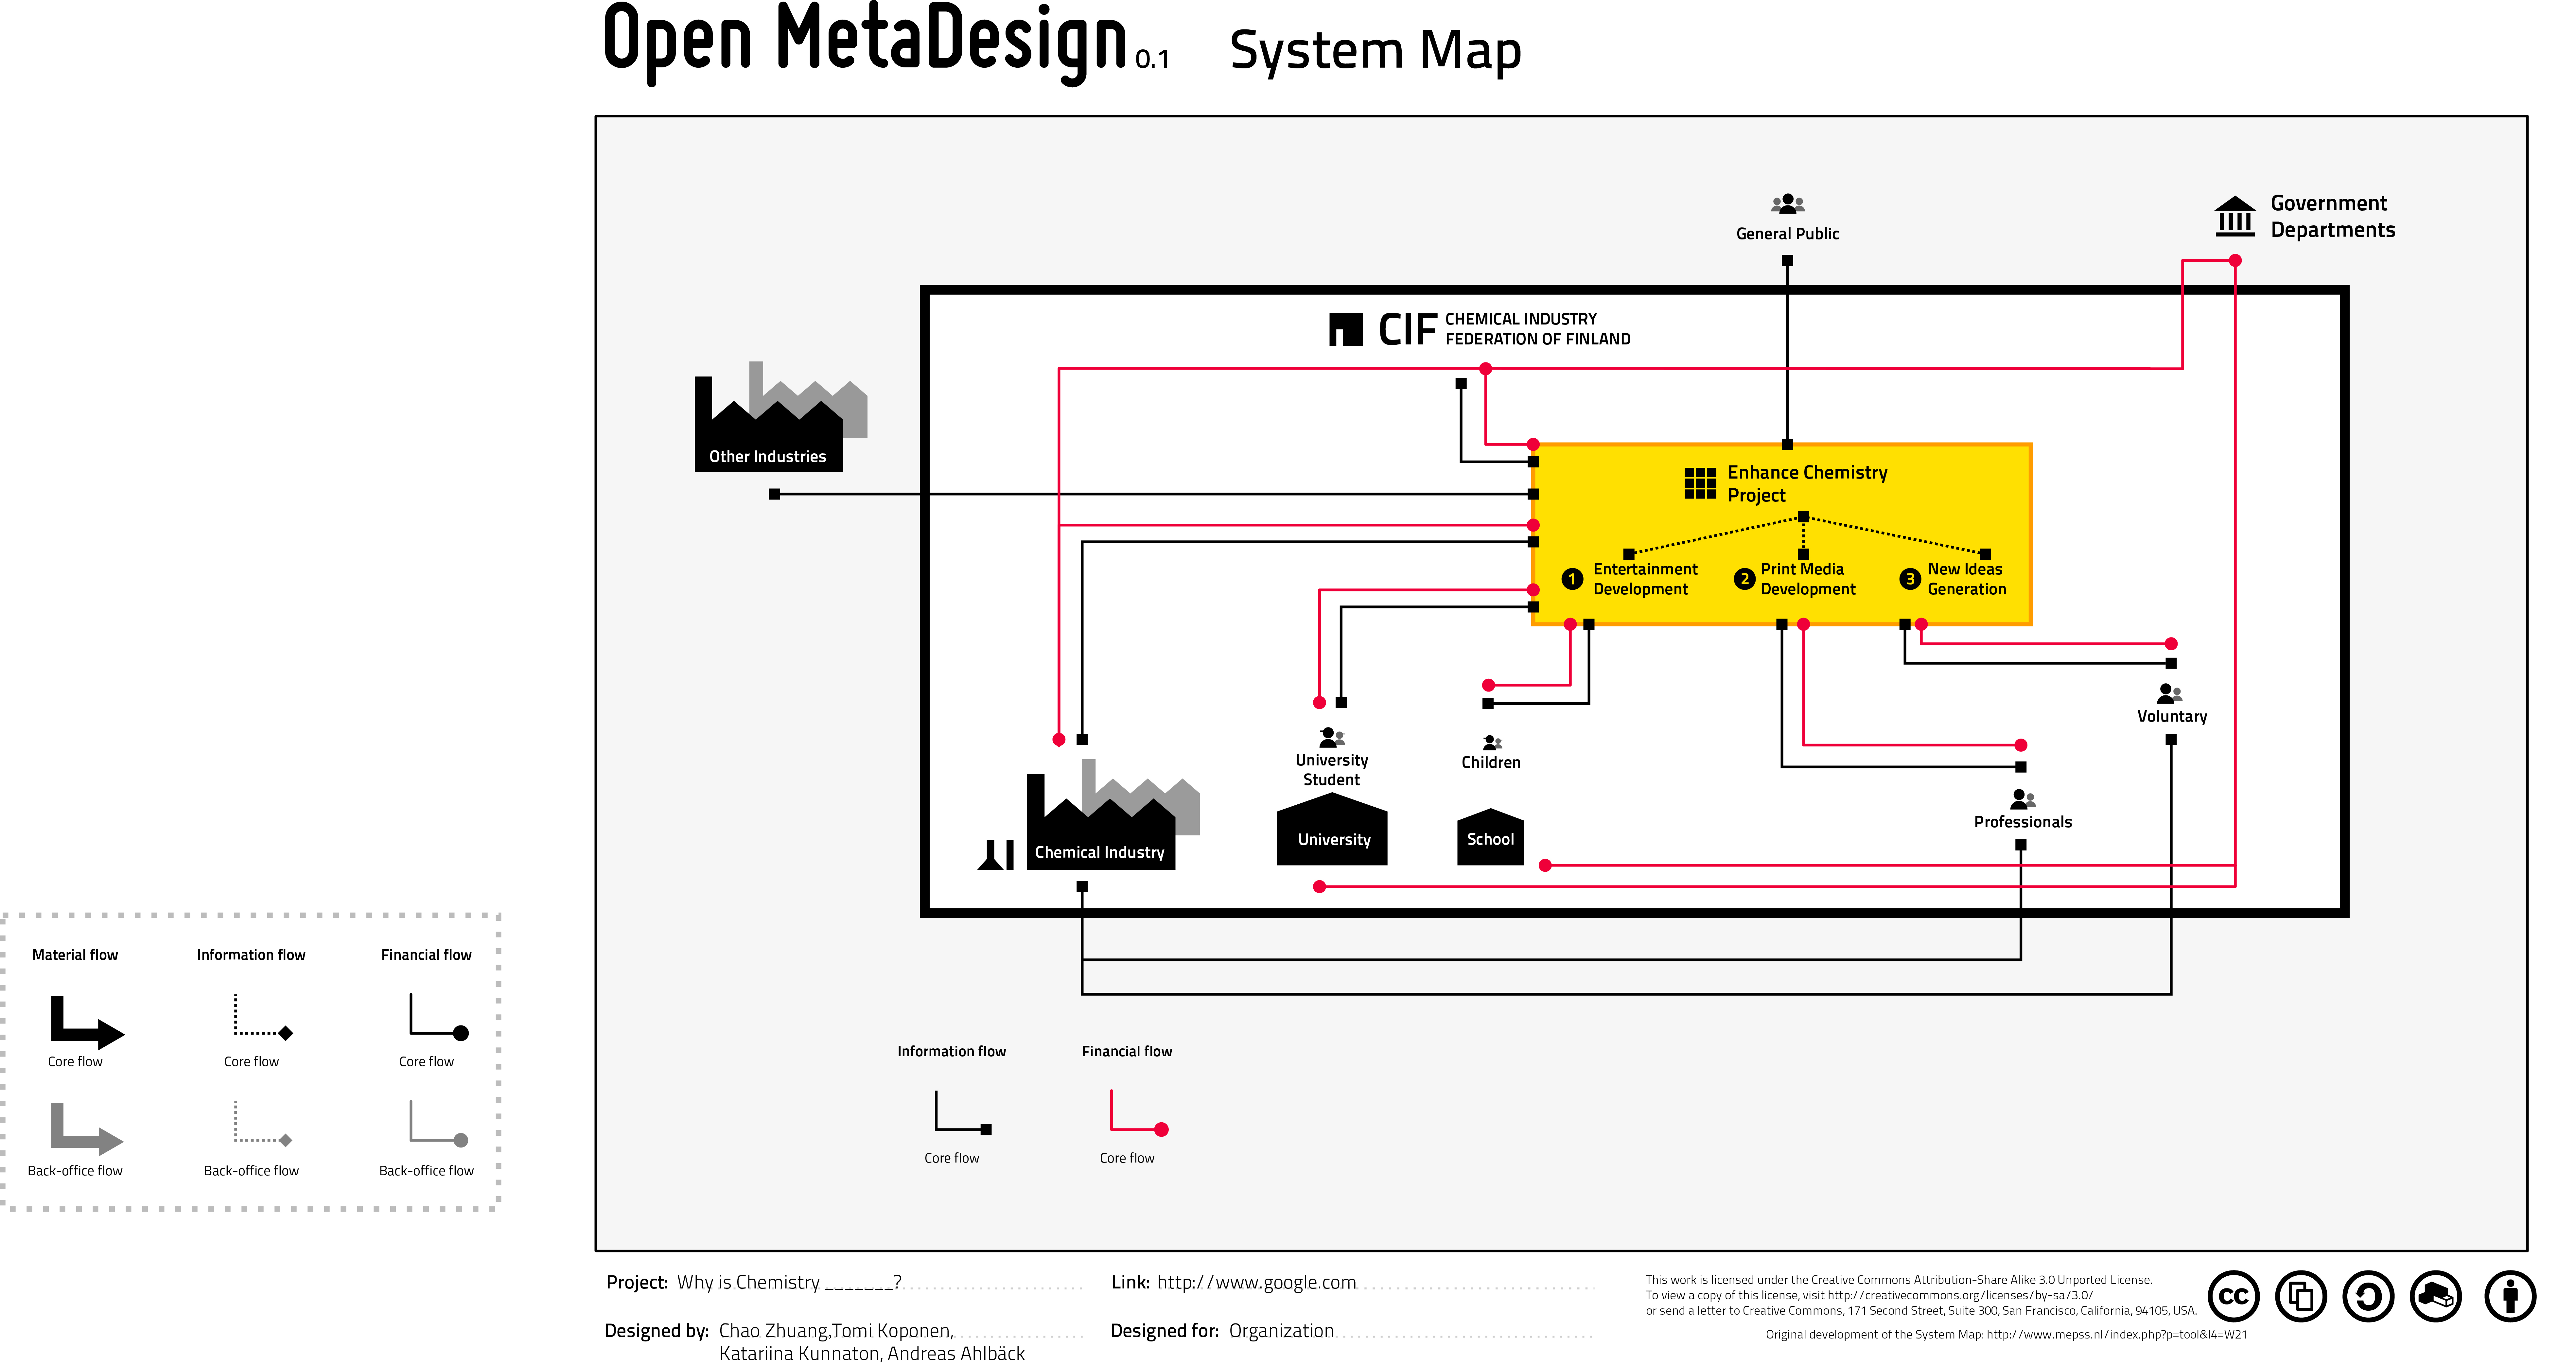 Open MetaDesign 0.1 System Map
General Public
Government
Departments
CIF
CHEMICAL INDUSTRY
FEDERATION OF FINLAND
Other Industries
Enhance Chemistry
Project
1 Entertainment
Development
2 Print Media
Development
3 New Ideas
Generation
Voluntary
University
Student
Children
Professionals
Chemical Industry
University
School
Material flow
Information flow
Financial flow
Core flow
Core flow
Core flow
Back-office flow
Back-office flow
Back-office flow
Information flow
Financial flow
Core flow
Core flow
Project: Why is Chemistry _______?
Link: http://www.google.com
Designed by: Chao Zhuang,Tomi Koponen,
Katariina Kunnaton, Andreas Ahlbäck
Designed for: Organization
This work is licensed under the Creative Commons Attribution-Share Alike 3.0 Unported License.
To view a copy of this license, visit http://creativecommons.org/licenses/by-sa/3.0/
or send a letter to Creative Commons, 171 Second Street, Suite 300, San Francisco, California, 94105, USA.
Original development of the System Map: http://www.mepss.nl/index.php?p=tool&l4=W21
cc